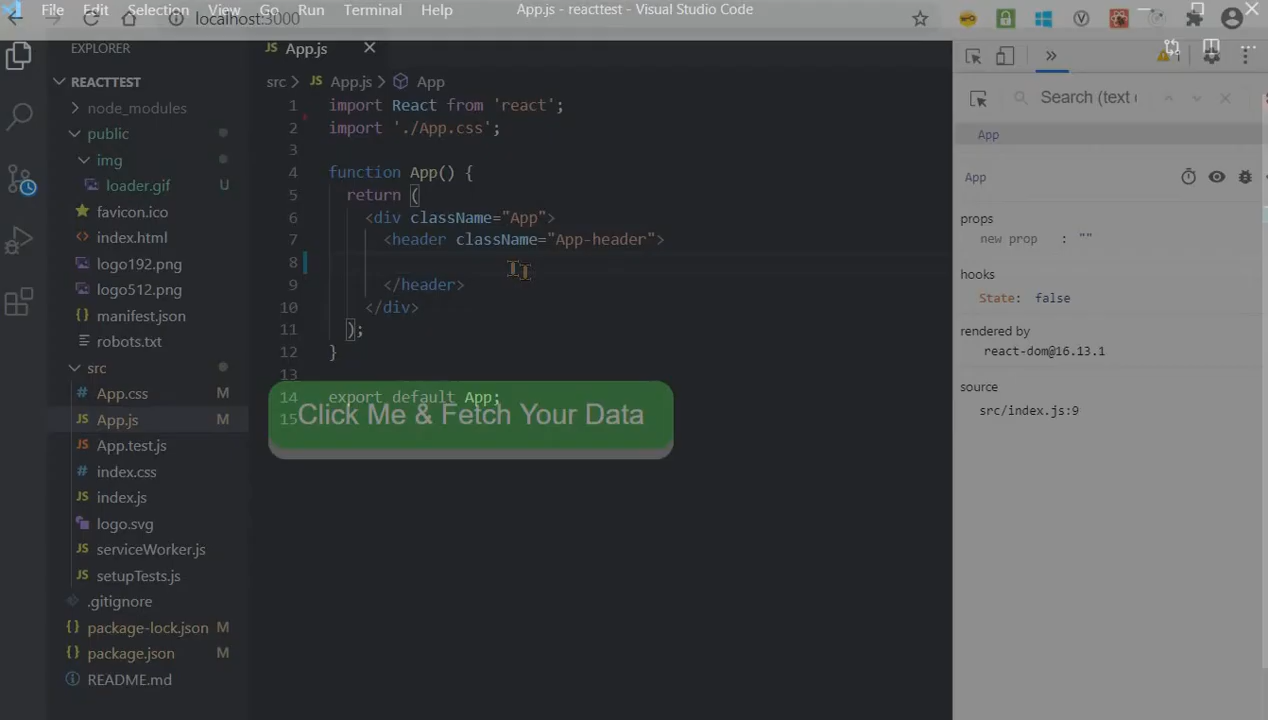 File Edit Selection View Go Run Terminal Help App.js - reacttest - Visual Studio Code
localhost:3000
EXPLORER
REACTTEST
node_modules
public
img
loader.gif U
favicon.ico
index.html
logo192.png
logo512.png
manifest.json
robots.txt
src
App.css M
App.js M
App.test.js
index.css
index.js
logo.svg
serviceWorker.js
setupTests.js
.gitignore
package-lock.json M
package.json M
README.md
JS App.js
src > JS App.js > App
1 import React from 'react';
2 import './App.css';
3
4 function App() {
5 return (
6 <div className="App">
7 <header className="App-header">
8
9 </header>
10 </div>
11 );
12 }
13
14 export default App;
15
Click Me & Fetch Your Data
1
Search (text o
App
App
props
new prop : ""
hooks
State: false
rendered by
react-dom@16.13.1
source
src/index.js:9